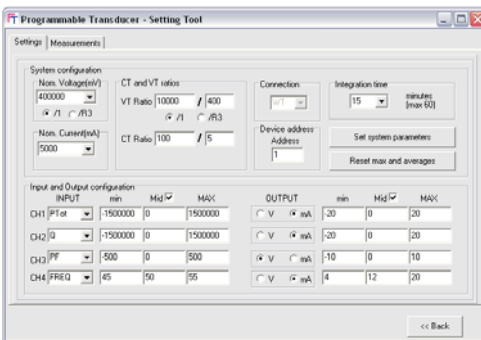 Programmable Transducer - Setting Tool
Settings Measurements
System configuration
Nom. Voltage(mV)
400000
/1 /R3
Nom. Current(mA)
5000
CT and VT ratios
VT Ratio 10000 / 400
/1 /R3
CT Ratio 100 / 5
Connection
WT
Device address
Address
1
Integration time
15 minutes
(max 60)
Set system parameters
Reset max and averages
Input and Output configuration
INPUT min Mid MAX OUTPUT min Mid MAX
CH1 PTot -1500000 0 1500000 V mA -20 0 20
CH2 Q -1500000 0 1500000 V mA -20 0 20
CH3 PF -500 0 500 V mA -10 0 10
CH4 FREQ 45 50 55 V mA 4 12 20
<< Back